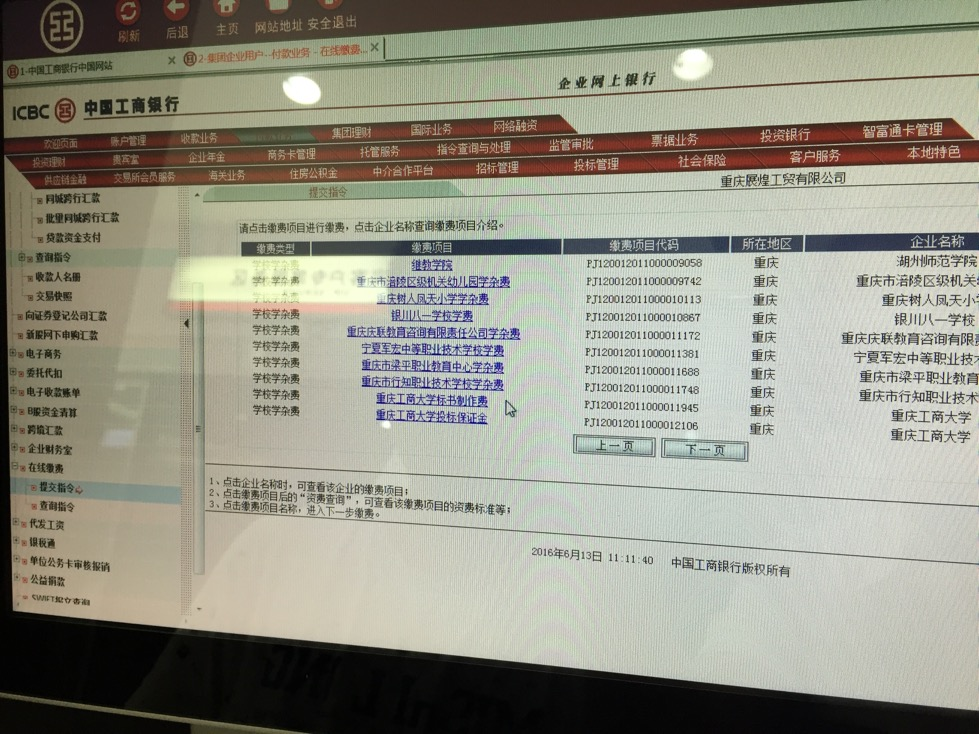 刷新 后退 主页 网站地址 安全退出
1-中国工商银行中国网站 2-集团企业用户--付款业务 - 在线缴费...
企业网上银行
ICBC 中国工商银行
欢迎页面 账户管理 收款业务 集团理财 国际业务 网络融资
投资理财 贵宾室 企业年金 商务卡管理 托管服务 指令查询与处理 监管审批 票据业务 投资银行 智富通卡管理
供应链金融 交易所会员服务 海关业务 住房公积金 中介合作平台 招标管理 投标管理 社会保险 客户服务 本地特色
提交指令 重庆展煌工贸有限公司
同城跨行汇款
批量同城跨行汇款
贷款资金支付
查询指令
收款人名册
交易快照
向证券登记公司汇款
新股网下申购汇款
电子商务
委托代扣
电子收款账单
B股资金清算
跨境汇款
企业财务室
在线缴费
提交指令
查询指令
代发工资
银税通
单位公务卡审核报销
公益捐款
SWIFT报文查询
请点击缴费项目进行缴费，点击企业名称查询缴费项目介绍。
缴费类型 缴费项目 缴费项目代码 所在地区 企业名称
学校学杂费 继教学院 PJ120012011000009058 重庆 湖州师范学院
学校学杂费 重庆市涪陵区级机关幼儿园学杂费 PJ120012011000009742 重庆 重庆市涪陵区级机关
学校学杂费 重庆树人凤天小学学杂费 PJ120012011000010113 重庆 重庆树人凤天小
学校学杂费 银川八一学校学费 PJ120012011000010867 重庆 银川八一学校
学校学杂费 重庆庆联教育咨询有限责任公司学杂费 PJ120012011000011172 重庆 重庆庆联教育咨询有限
学校学杂费 宁夏军宏中等职业技术学校学费 PJ120012011000011381 重庆 宁夏军宏中等职业技
学校学杂费 重庆市梁平职业教育中心学杂费 PJ120012011000011688 重庆 重庆市梁平职业教育
学校学杂费 重庆市行知职业技术学校学杂费 PJ120012011000011748 重庆 重庆市行知职业技术
学校学杂费 重庆工商大学标书制作费 PJ120012011000011945 重庆 重庆工商大学
学校学杂费 重庆工商大学投标保证金 PJ120012011000012106 重庆 重庆工商大学
上一页 下一页
1、点击企业名称时，可查看该企业的缴费项目；
2、点击缴费项目后的“资费查询”，可查看该缴费项目的资费标准等；
3、点击缴费项目名称，进入下一步缴费。
2016年6月13日 11:11:40 中国工商银行版权所有